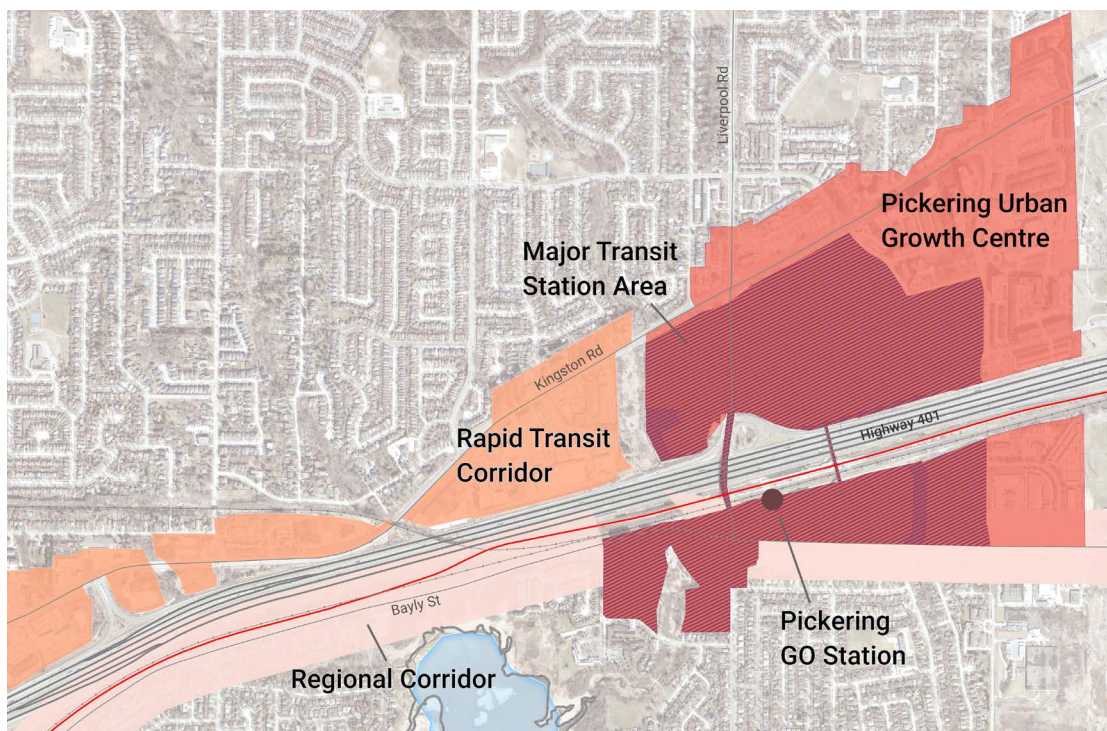 Liverpool Rd
Pickering Urban
Growth Centre
Major Transit
Station Area
Kingston Rd
Rapid Transit
Corridor
Highway 401
Bayly St
Pickering
GO Station
Regional Corridor